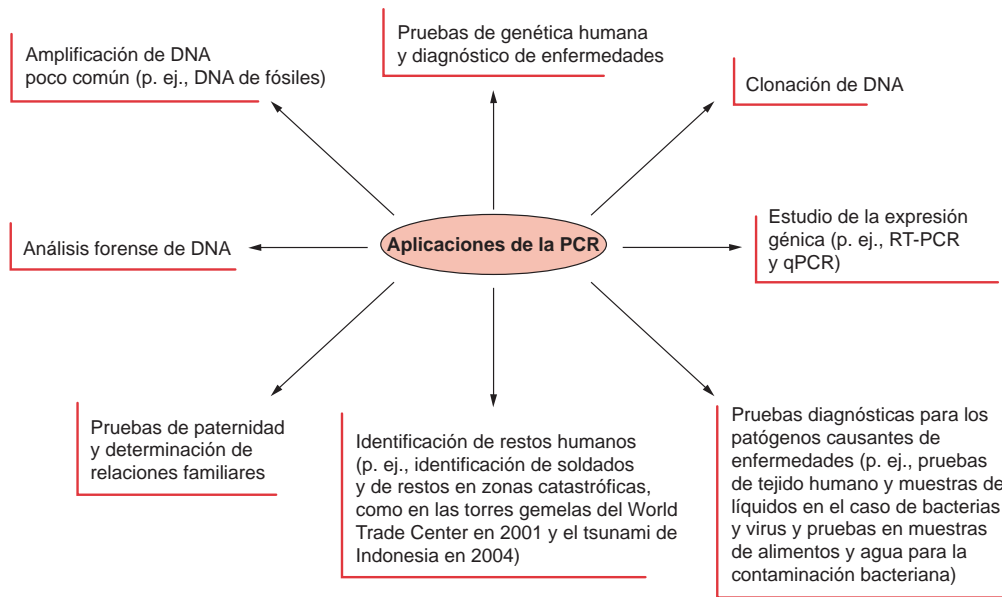 Amplificación de DNA
poco común (p. ej., DNA de fósiles)
Pruebas de genética humana
y diagnóstico de enfermedades
Clonación de DNA
Análisis forense de DNA
Aplicaciones de la PCR
Estudio de la expresión
génica (p. ej., RT-PCR
y qPCR)
Pruebas de paternidad
y determinación de
relaciones familiares
Identificación de restos humanos
(p. ej., identificación de soldados
y de restos en zonas catastróficas,
como en las torres gemelas del World
Trade Center en 2001 y el tsunami de
Indonesia en 2004)
Pruebas diagnósticas para los
patógenos causantes de
enfermedades (p. ej., pruebas
de tejido humano y muestras de
líquidos en el caso de bacterias
y virus y pruebas en muestras
de alimentos y agua para la
contaminación bacteriana)